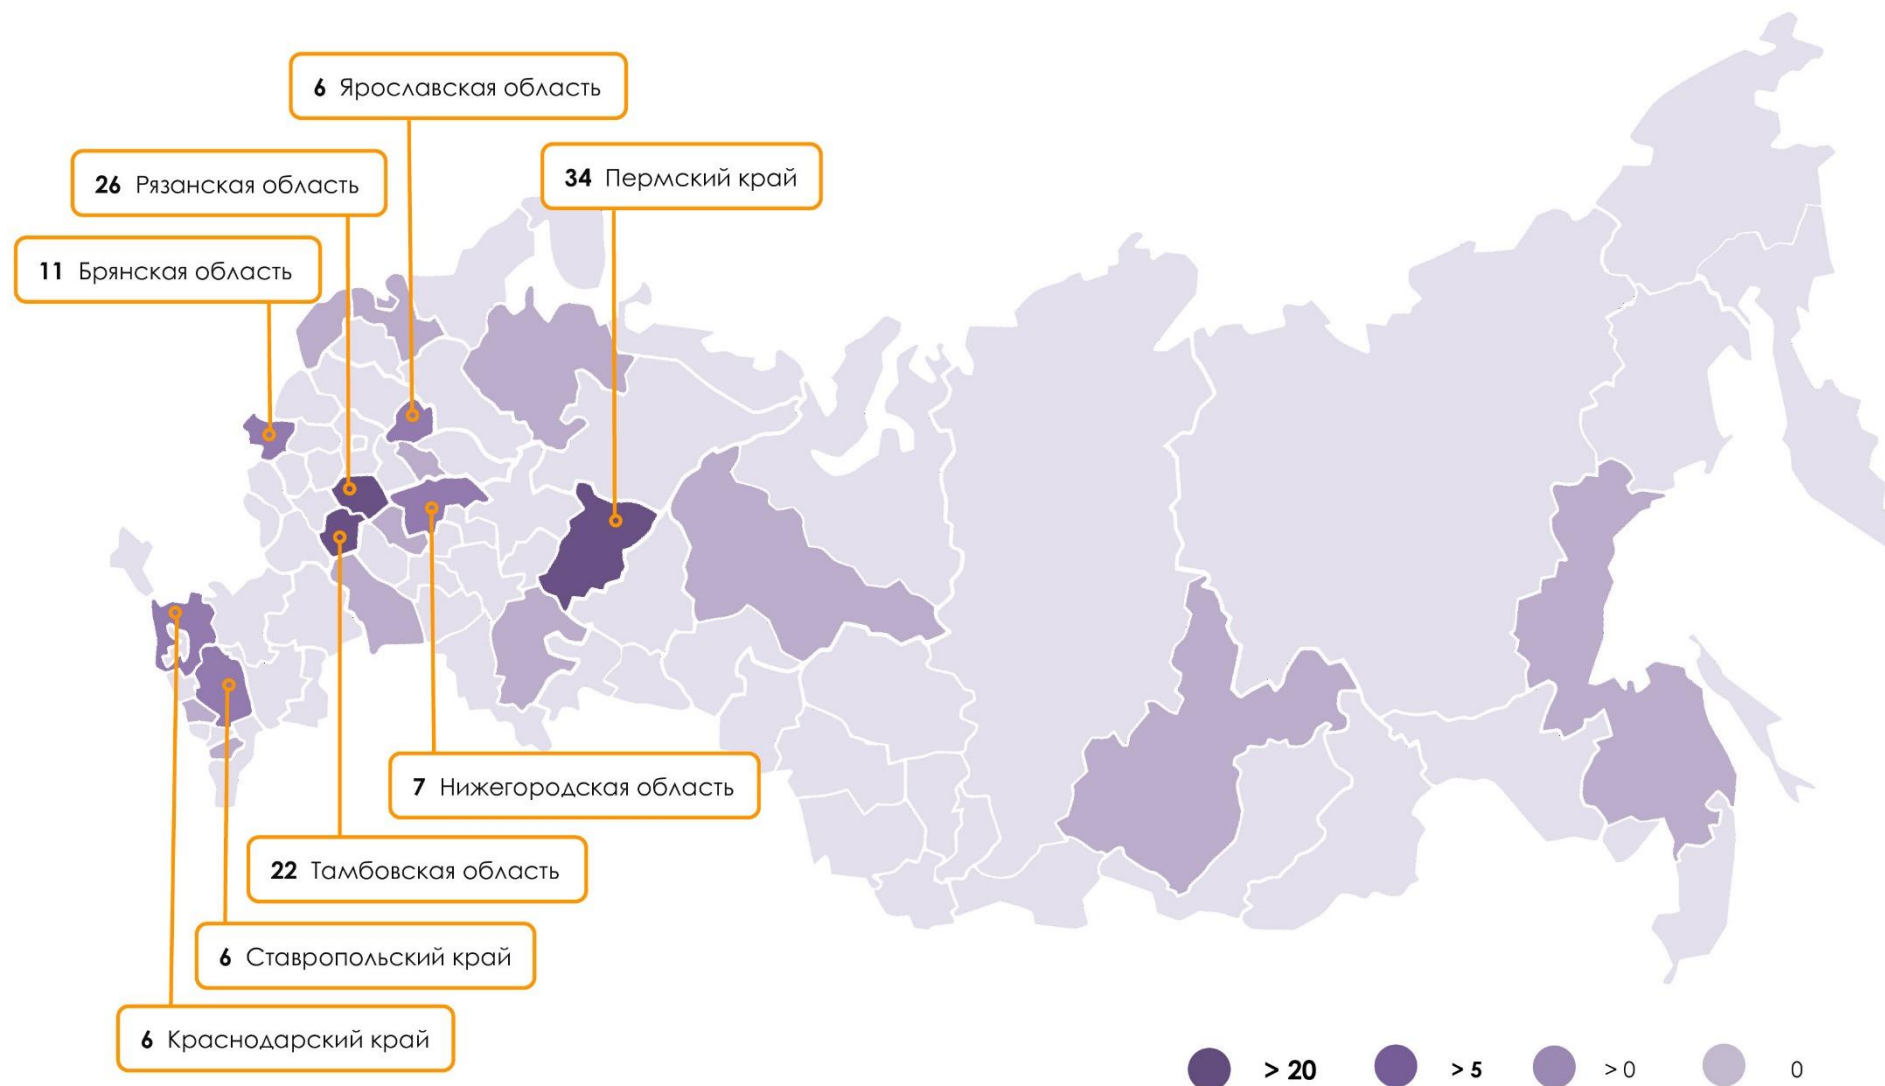 6 Ярославская область
26 Рязанская область
34 Пермский край
11 Брянская область
7 Нижегородская область
22 Тамбовская область
6 Ставропольский край
6 Краснодарский край
> 20 > 5 > 0 0